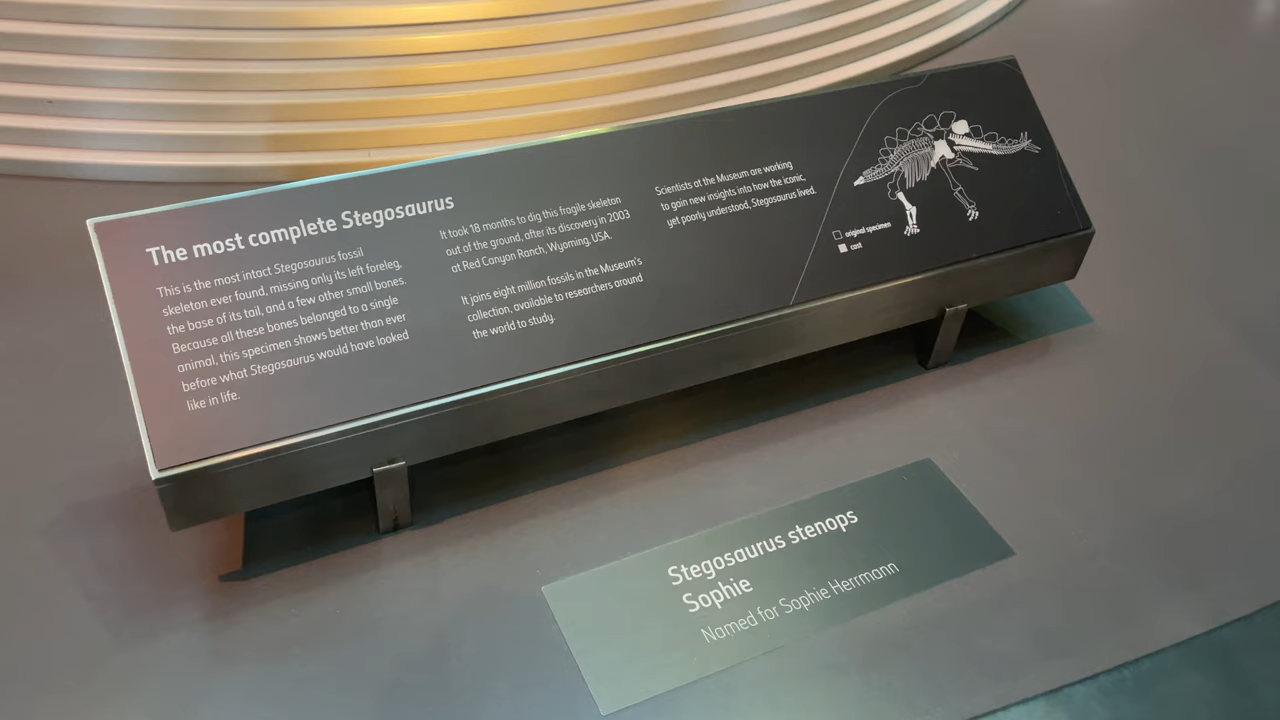 The most complete Stegosaurus
This is the most intact Stegosaurus fossil
skeleton ever found, missing only its left foreleg,
the base of its tail, and a few other small bones.
Because all these bones belonged to a single
animal, this specimen shows better than ever
before what Stegosaurus would have looked
like in life.
It took 18 months to dig this fragile skeleton
out of the ground, after its discovery in 2003
at Red Canyon Ranch, Wyoming, USA.
It joins eight million fossils in the Museum's
collection, available to researchers around
the world to study.
Scientists at the Museum are working
to gain new insights into how the iconic,
yet poorly understood, Stegosaurus lived.
original specimen
cast
Stegosaurus stenops
Sophie
Named for Sophie Herrmann